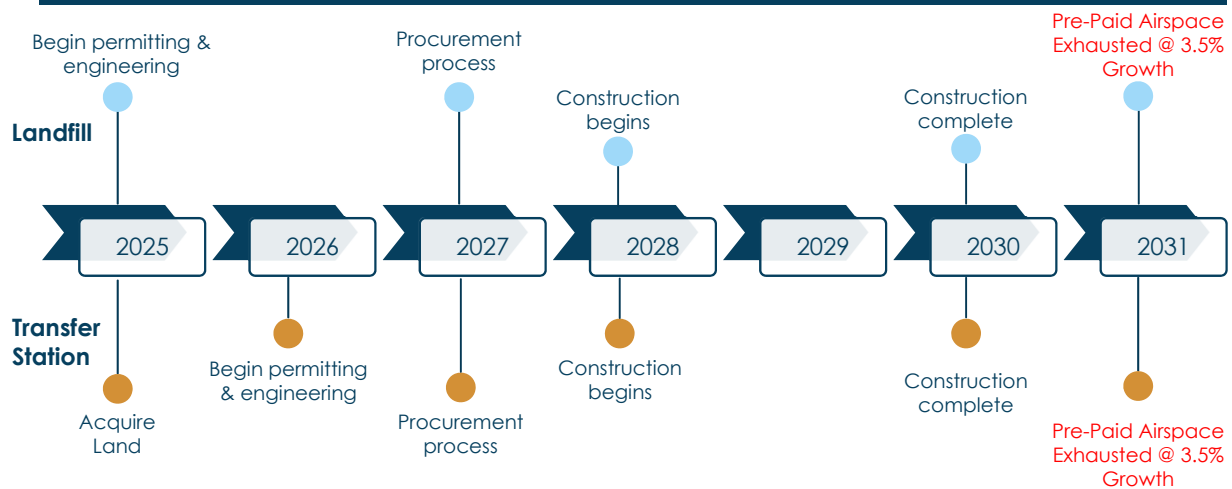 Begin permitting &
engineering
Procurement
process
Construction
begins
Construction
complete
Pre-Paid Airspace
Exhausted @ 3.5%
Growth
Landfill
2025
2026
2027
2028
2029
2030
2031
Transfer
Station
Acquire
Land
Begin permitting
& engineering
Procurement
process
Construction
begins
Construction
complete
Pre-Paid Airspace
Exhausted @ 3.5%
Growth